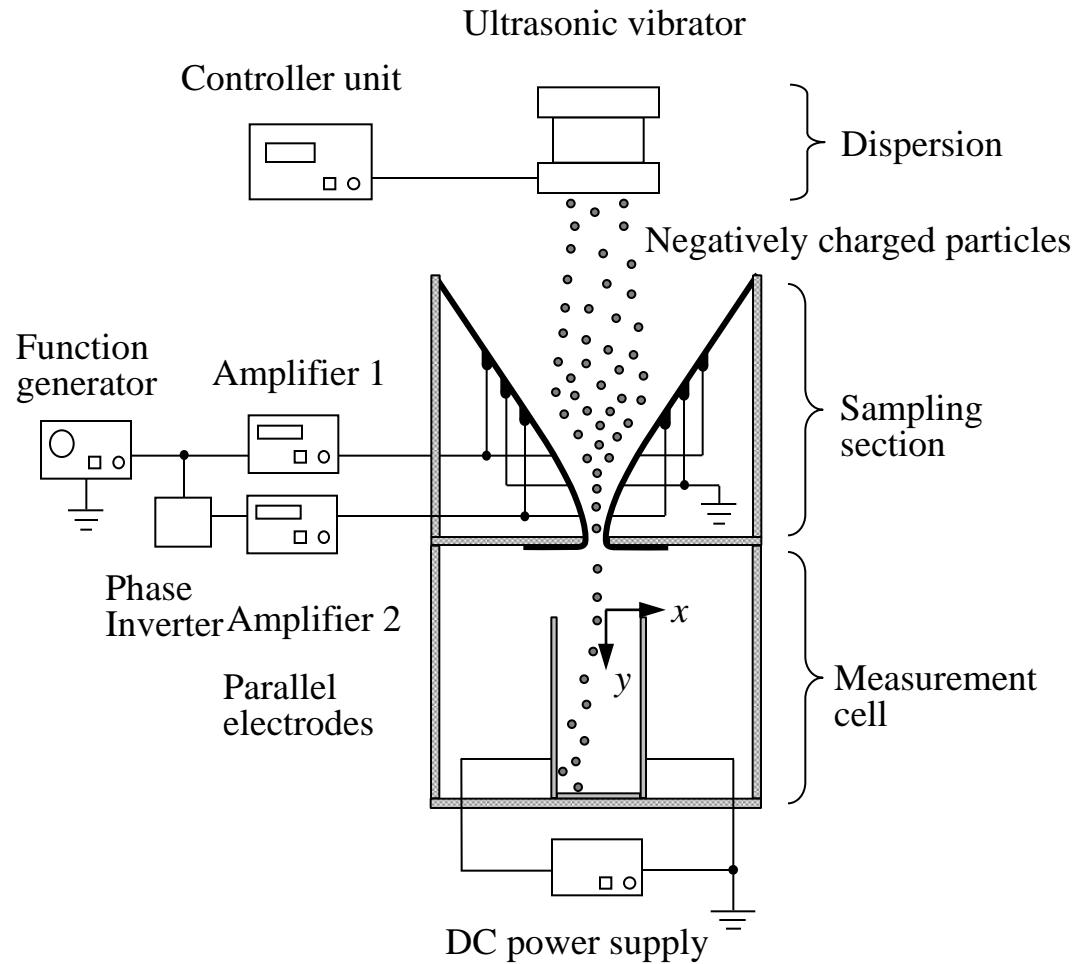 Ultrasonic vibrator
Controller unit
Dispersion
Negatively charged particles
Function
generator
Amplifier 1
Sampling
section
Phase
Inverter
Amplifier 2
x
y
Parallel
electrodes
Measurement
cell
DC power supply